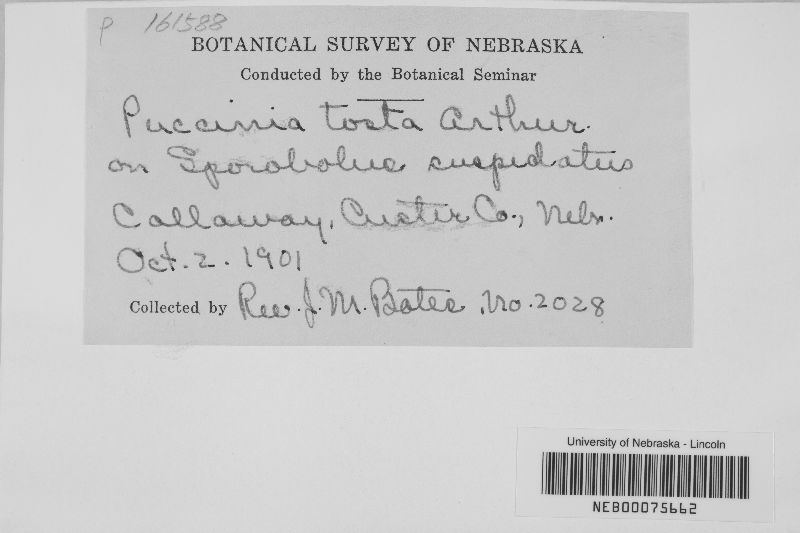 P 161588
BOTANICAL SURVEY OF NEBRASKA
Conducted by the Botanical Seminar
Puccinia tosta Arthur.
on Sporobolus cuspidatus
Callaway, Custer Co., Nebr.
Oct. 2. 1901
Collected by Rev. J. M. Bates, No. 2028
University of Nebraska - Lincoln
NEB00075662